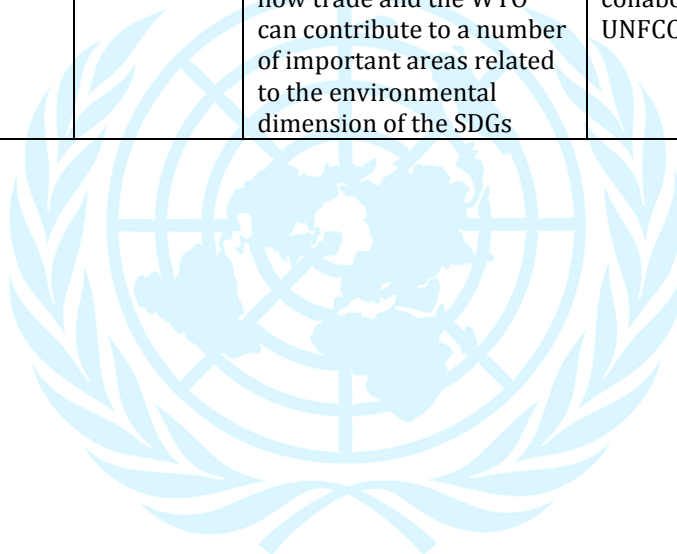 how trade and the WTO
can contribute to a number
of important areas related
to the environmental
dimension of the SDGs
collabo
UNFCC